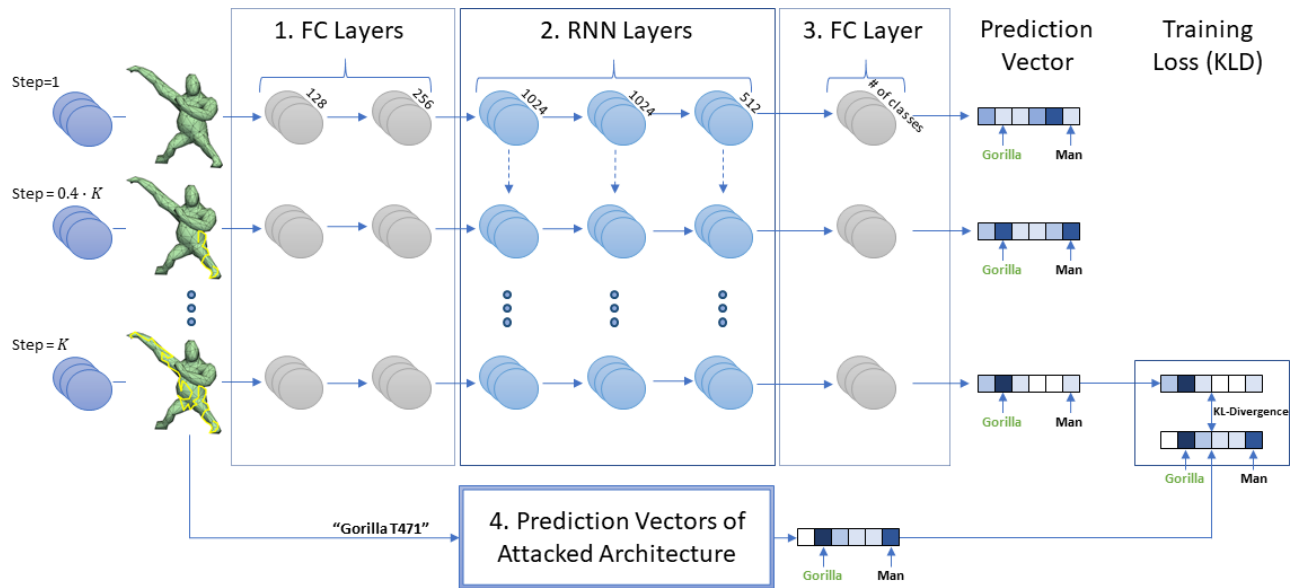 1. FC Layers
2. RNN Layers
3. FC Layer
Prediction
Vector
Training
Loss (KLD)
Step=1
128
256
1024
1024
512
# of classes
Gorilla
Man
Step = 0.4 · K
Gorilla
Man
Step = K
Gorilla
Man
KL-Divergence
Gorilla
Man
"Gorilla T471"
4. Prediction Vectors of
Attacked Architecture
Gorilla
Man